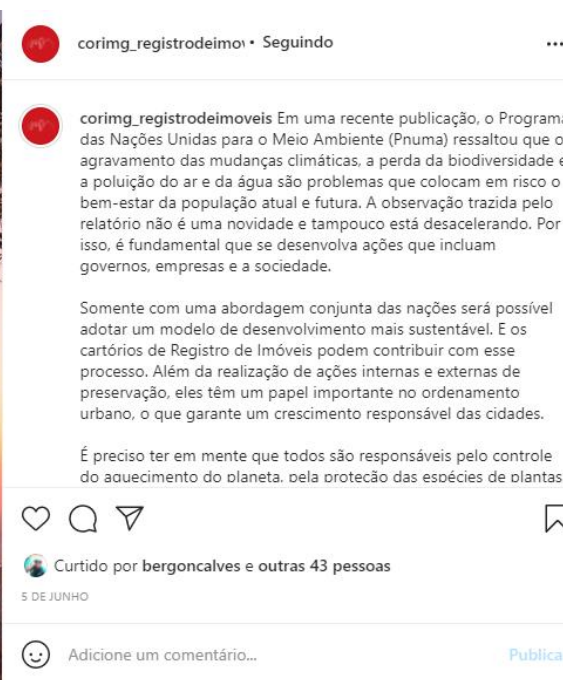 corimg_registrodeimov • Seguindo
corimg_registrodeimoveis Em uma recente publicação, o Programa
das Nações Unidas para o Meio Ambiente (Pnuma) ressaltou que o
agravamento das mudanças climáticas, a perda da biodiversidade e
a poluição do ar e da água são problemas que colocam em risco o
bem-estar da população atual e futura. A observação trazida pelo
relatório não é uma novidade e tampouco está desacelerando. Por
isso, é fundamental que se desenvolva ações que incluam
governos, empresas e a sociedade.
Somente com uma abordagem conjunta das nações será possível
adotar um modelo de desenvolvimento mais sustentável. E os
cartórios de Registro de Imóveis podem contribuir com esse
processo. Além da realização de ações internas e externas de
preservação, eles têm um papel importante no ordenamento
urbano, o que garante um crescimento responsável das cidades.
É preciso ter em mente que todos são responsáveis pelo controle
do aquecimento do planeta, pela proteção das espécies de plantas
Curtido por bergoncalves e outras 43 pessoas
5 DE JUNHO
Adicione um comentário...
Publica